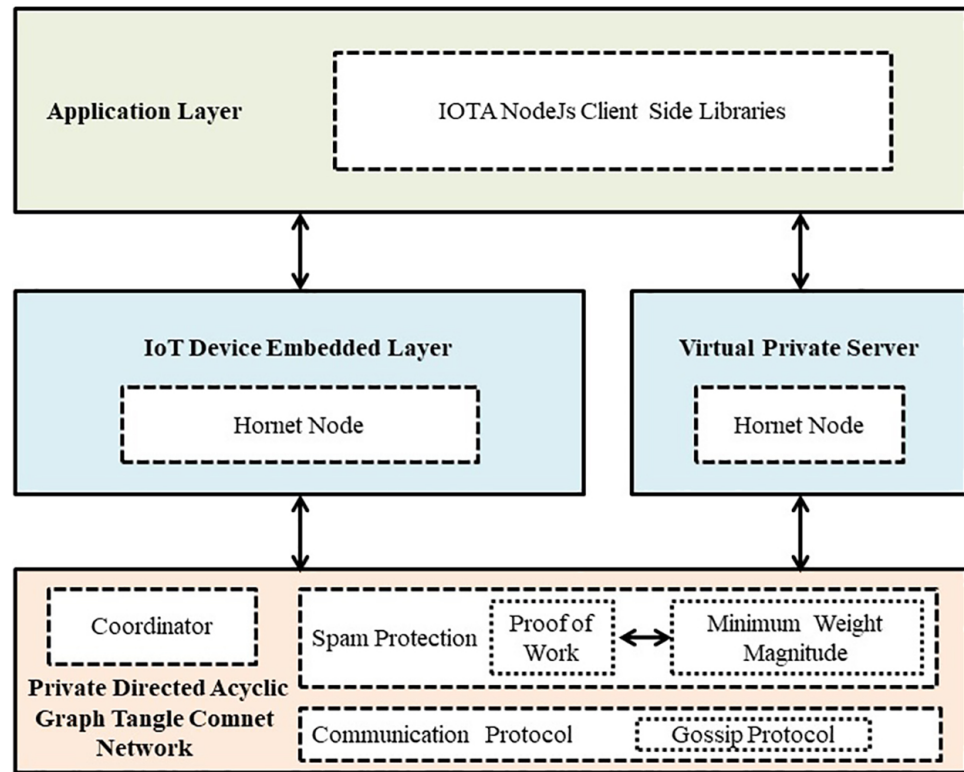 Application Layer
IOTA NodeJs Client Side Libraries
IoT Device Embedded Layer
Hornet Node
Virtual Private Server
Hornet Node
Coordinator
Private Directed Acyclic
Graph Tangle Comnet
Network
Spam Protection
Proof of
Work
Minimum Weight
Magnitude
Communication Protocol
Gossip Protocol